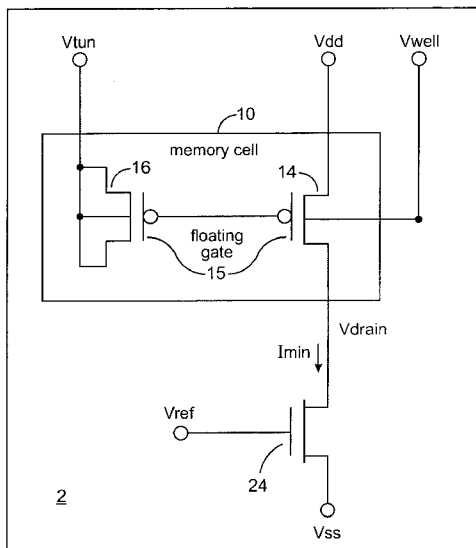 Vtun
Vdd
Vwell
10
memory cell
16
14
floating
gate
15
Vdrain
Imin
Vref
24
2
Vss